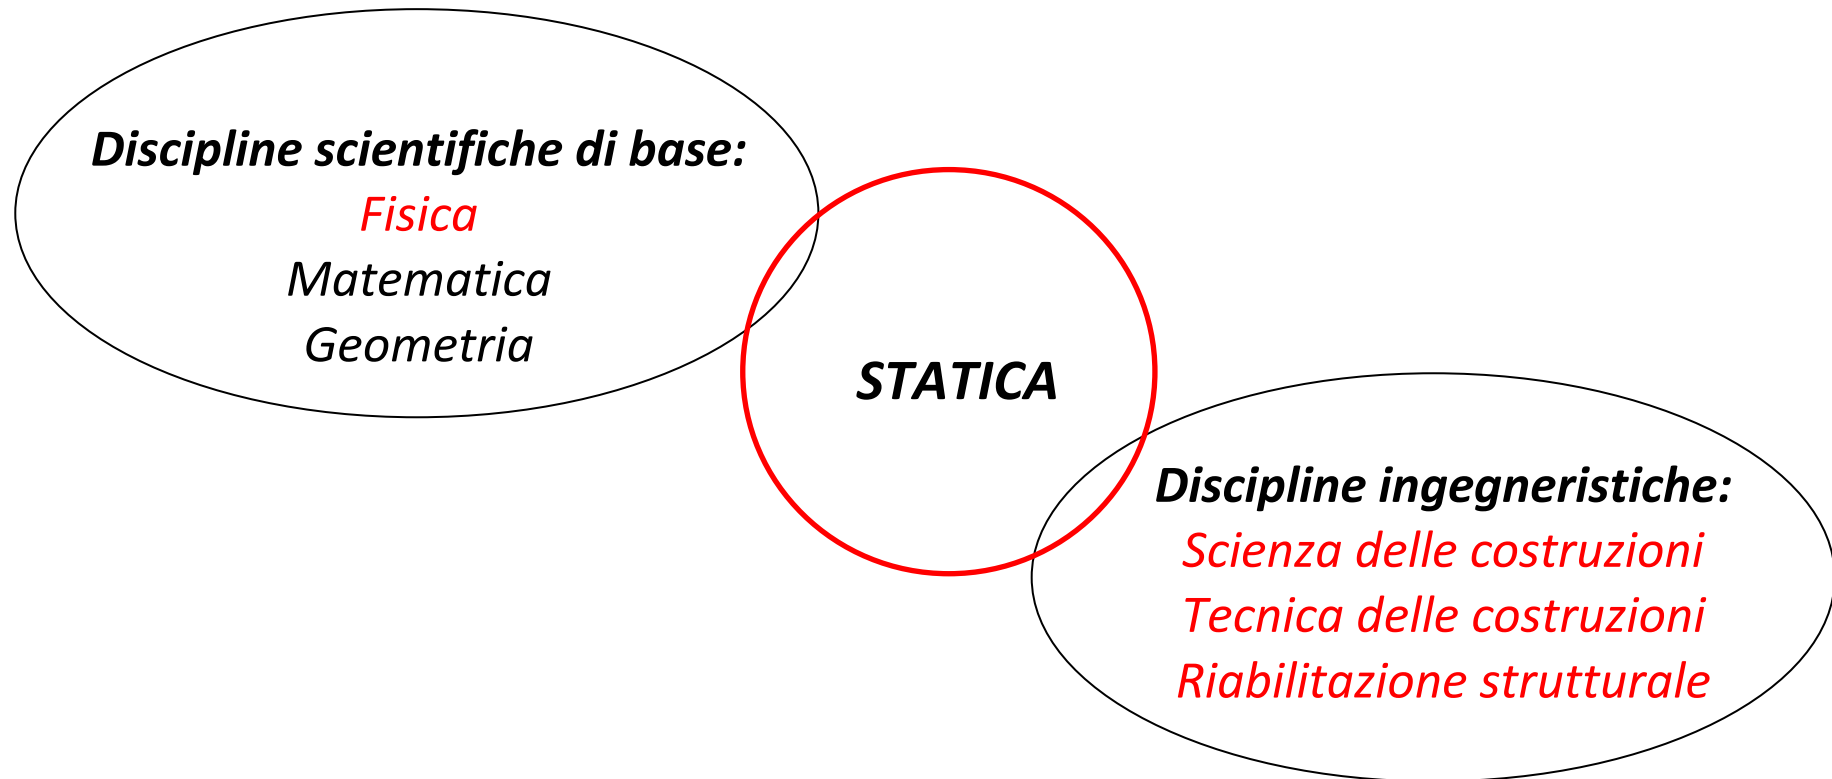 Discipline scientifiche di base:
Fisica
Matematica
Geometria
STATICA
Discipline ingegneristiche:
Scienza delle costruzioni
Tecnica delle costruzioni
Riabilitazione strutturale